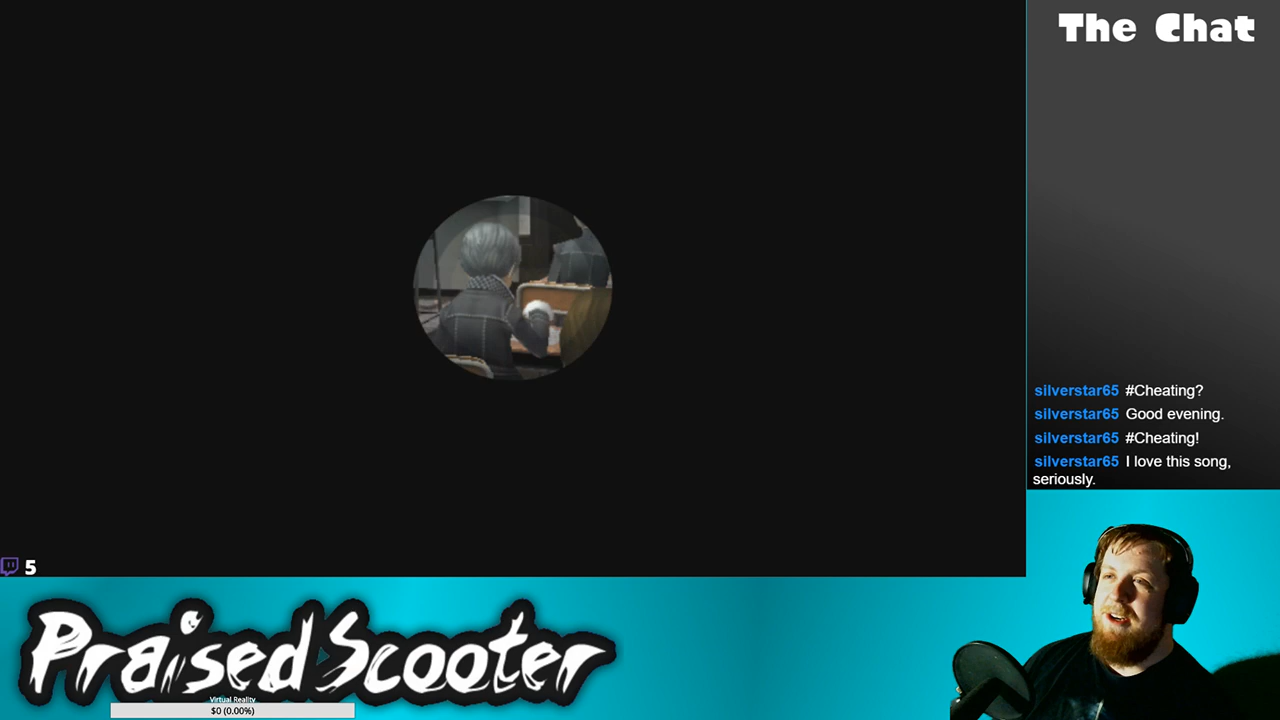 The Chat
silverstar65 #Cheating?
silverstar65 Good evening.
silverstar65 #Cheating!
silverstar65 I love this song,
seriously.
5
PraisedScooter
Virtual Reality
$0 (0.00%)